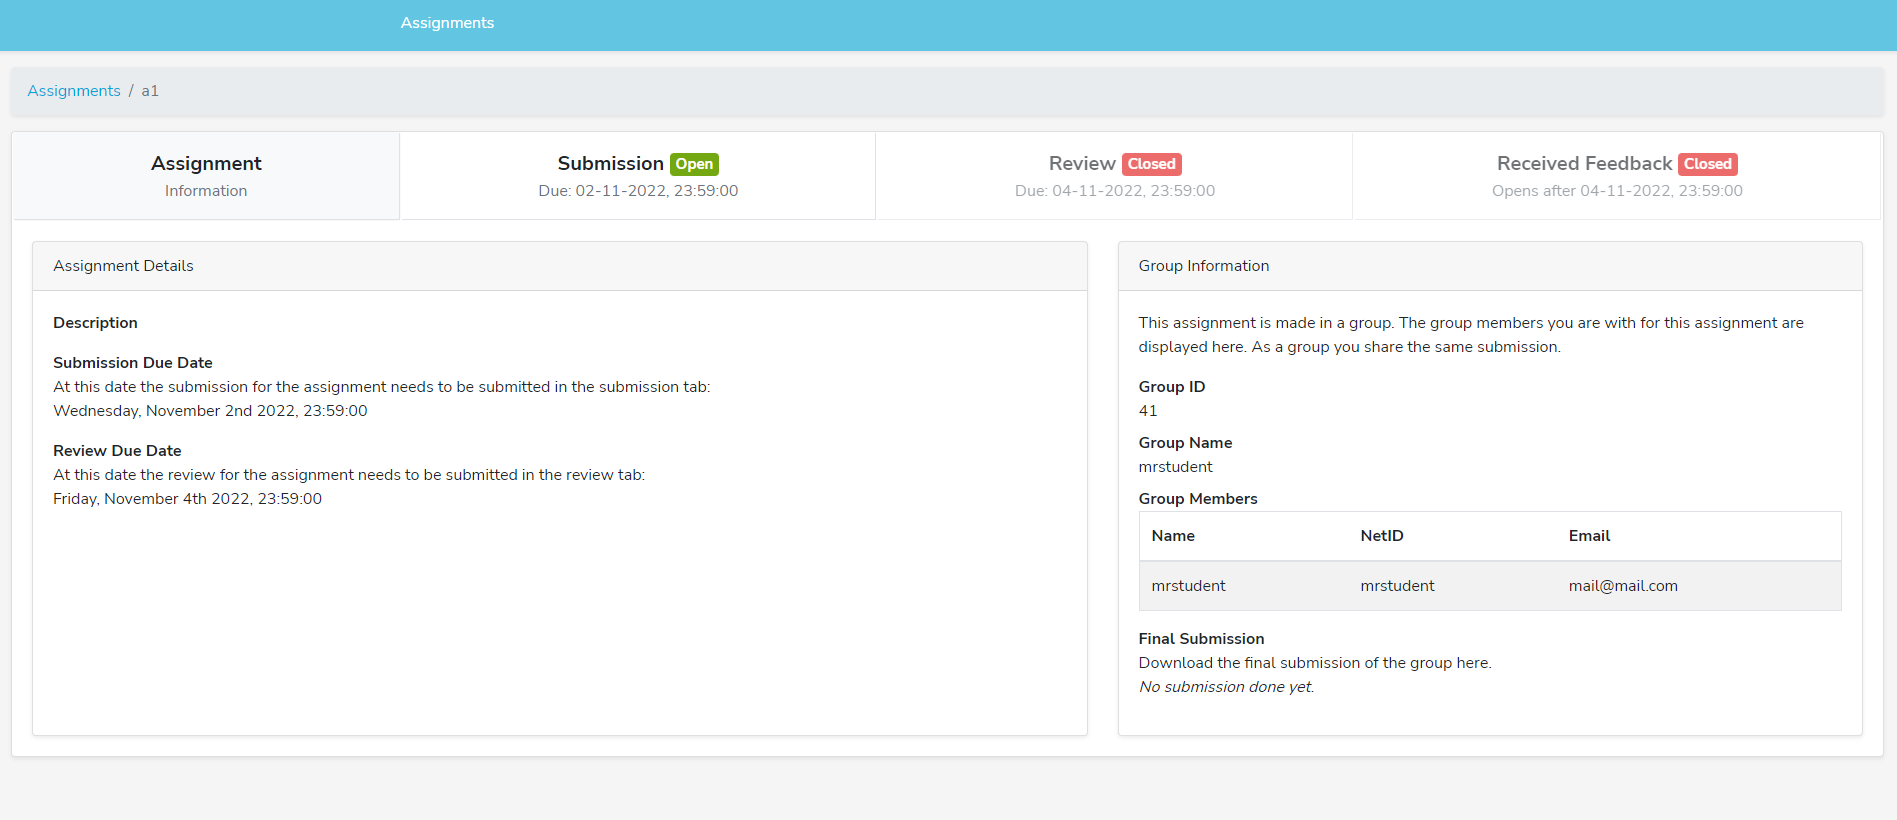 Assignments
Assignments / a1
Assignment
Information
Submission Open
Due: 02-11-2022, 23:59:00
Review Closed
Due: 04-11-2022, 23:59:00
Received Feedback Closed
Opens after 04-11-2022, 23:59:00
Assignment Details
Description
Submission Due Date
At this date the submission for the assignment needs to be submitted in the submission tab:
Wednesday, November 2nd 2022, 23:59:00
Review Due Date
At this date the review for the assignment needs to be submitted in the review tab:
Friday, November 4th 2022, 23:59:00
Group Information
This assignment is made in a group. The group members you are with for this assignment are
displayed here. As a group you share the same submission.
Group ID
41
Group Name
mrstudent
Group Members
Name NetID Email
mrstudent mrstudent mail@mail.com
Final Submission
Download the final submission of the group here.
No submission done yet.